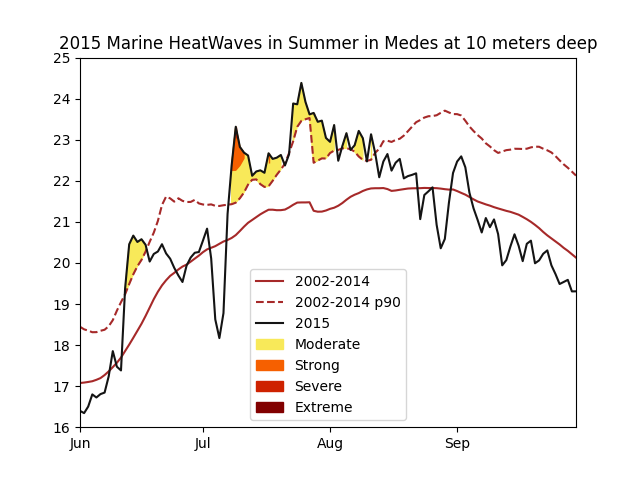 2015 Marine HeatWaves in Summer in Medes at 10 meters deep
25
24
23
22
21
20
19
18
17
16
Jun Jul Aug Sep
2002-2014
2002-2014 p90
2015
Moderate
Strong
Severe
Extreme